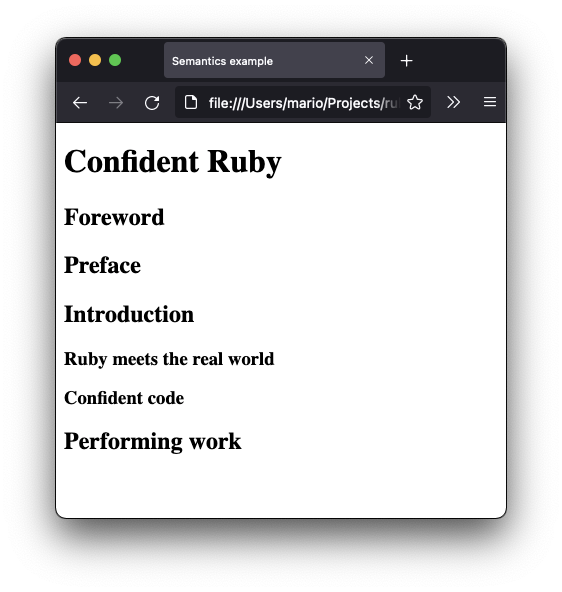 Semantics example
file:///Users/mario/Projects/ru
Confident Ruby
Foreword
Preface
Introduction
Ruby meets the real world
Confident code
Performing work